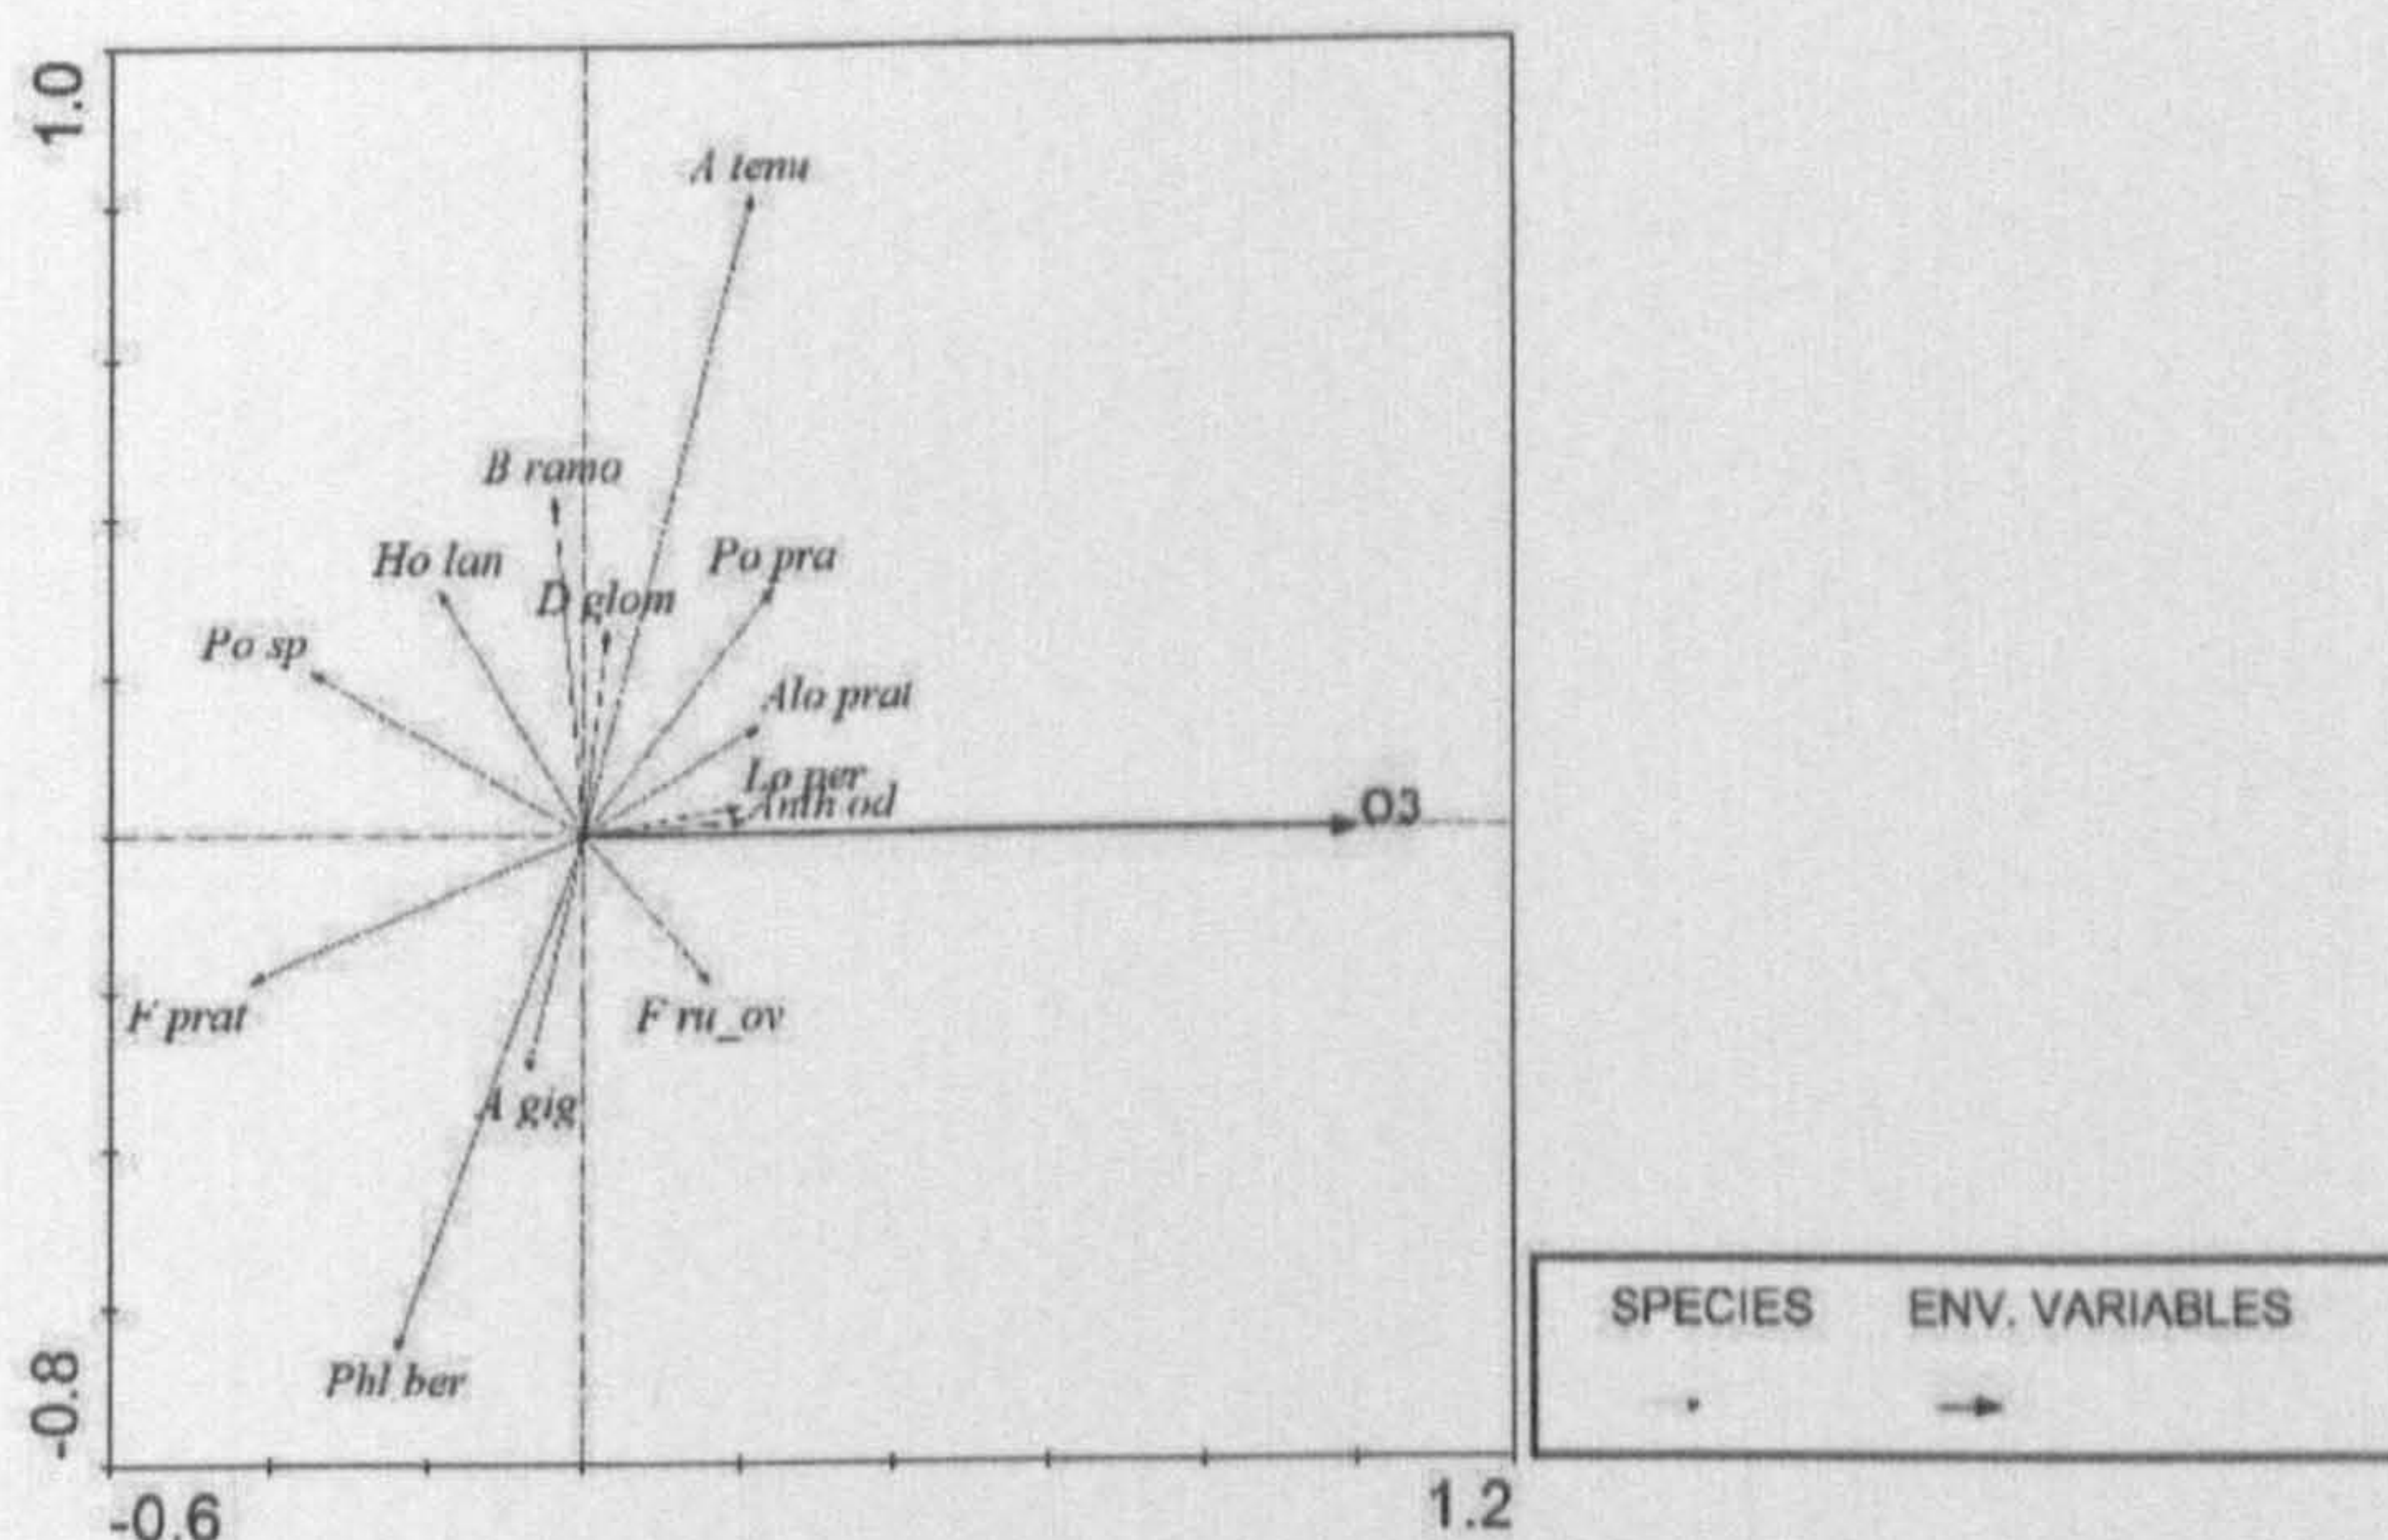 1.0
A tenu
B ramo
Ho lan
Po pra
D glom
Po sp
Alo prat
Lo per
Anth od
O3
F prat
F ru_ov
A gig
Phl ber
-0.8
-0.6
1.2
SPECIES ENV. VARIABLES